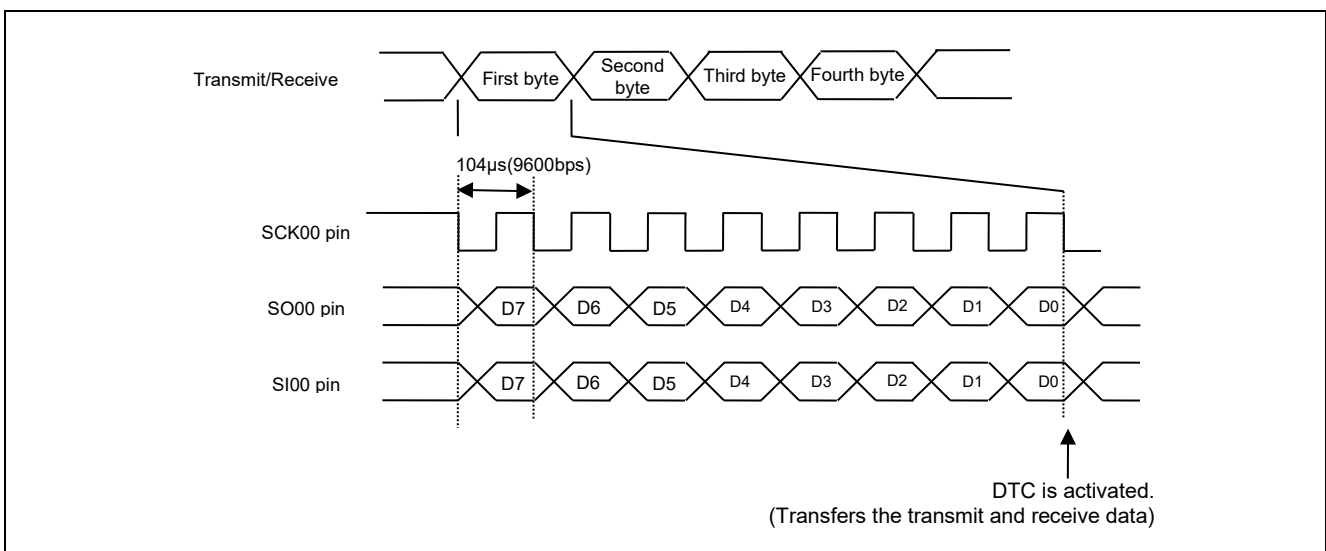 Transmit/Receive
First byte
Second
byte
Third byte
Fourth byte
104µs(9600bps)
SCK00 pin
SO00 pin
D7
D6
D5
D4
D3
D2
D1
D0
SI00 pin
D7
D6
D5
D4
D3
D2
D1
D0
DTC is activated.
(Transfers the transmit and receive data)